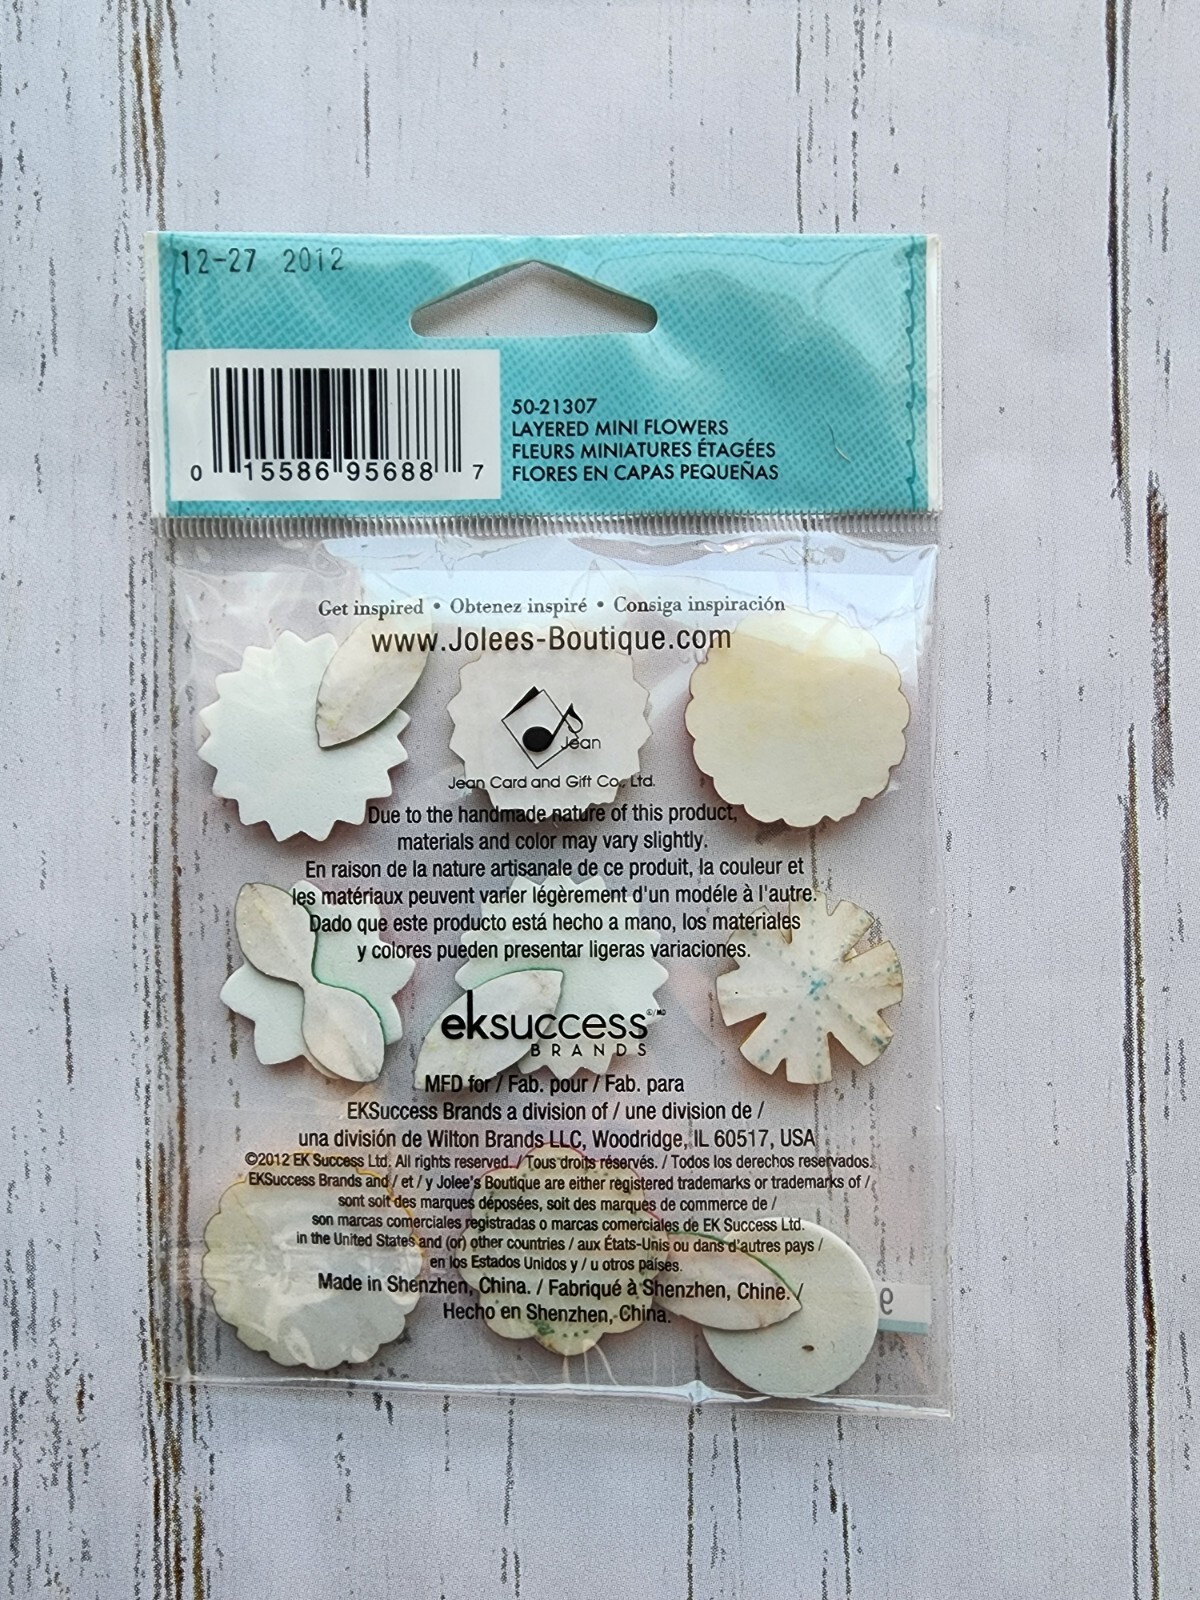 12-27 2012
0 15586 95688 7
50-21307
LAYERED MINI FLOWERS
FLEURS MINIATURES ÉTAGÉES
FLORES EN CAPAS PEQUEÑAS
Get inspired • Obtenez inspiré • Consiga inspiración
www.Jolees-Boutique.com
Jean
Jean Card and Gift Co., Ltd.
Due to the handmade nature of this product,
materials and color may vary slightly.
En raison de la nature artisanale de ce produit, la couleur et
les matériaux peuvent varier légèrement d'un modéle à l'autre.
Dado que este producto está hecho a mano, los materiales
y colores pueden presentar ligeras variaciones.
eksuccess ®/MD
BRANDS
MFD for / Fab. pour / Fab. para
EKSuccess Brands a division of / une division de /
una división de Wilton Brands LLC, Woodridge, IL 60517, USA
©2012 EK Success Ltd. All rights reserved. / Tous droits réservés. / Todos los derechos reservados.
EKSuccess Brands and / et / y Jolee's Boutique are either registered trademarks or trademarks of /
sont soit des marques déposées, soit des marques de commerce de /
son marcas comerciales registradas o marcas comerciales de EK Success Ltd.
in the United States and (or) other countries / aux États-Unis ou dans d'autres pays /
en los Estados Unidos y / u otros países.
Made in Shenzhen, China. / Fabriqué à Shenzhen, Chine. /
Hecho en Shenzhen, China.